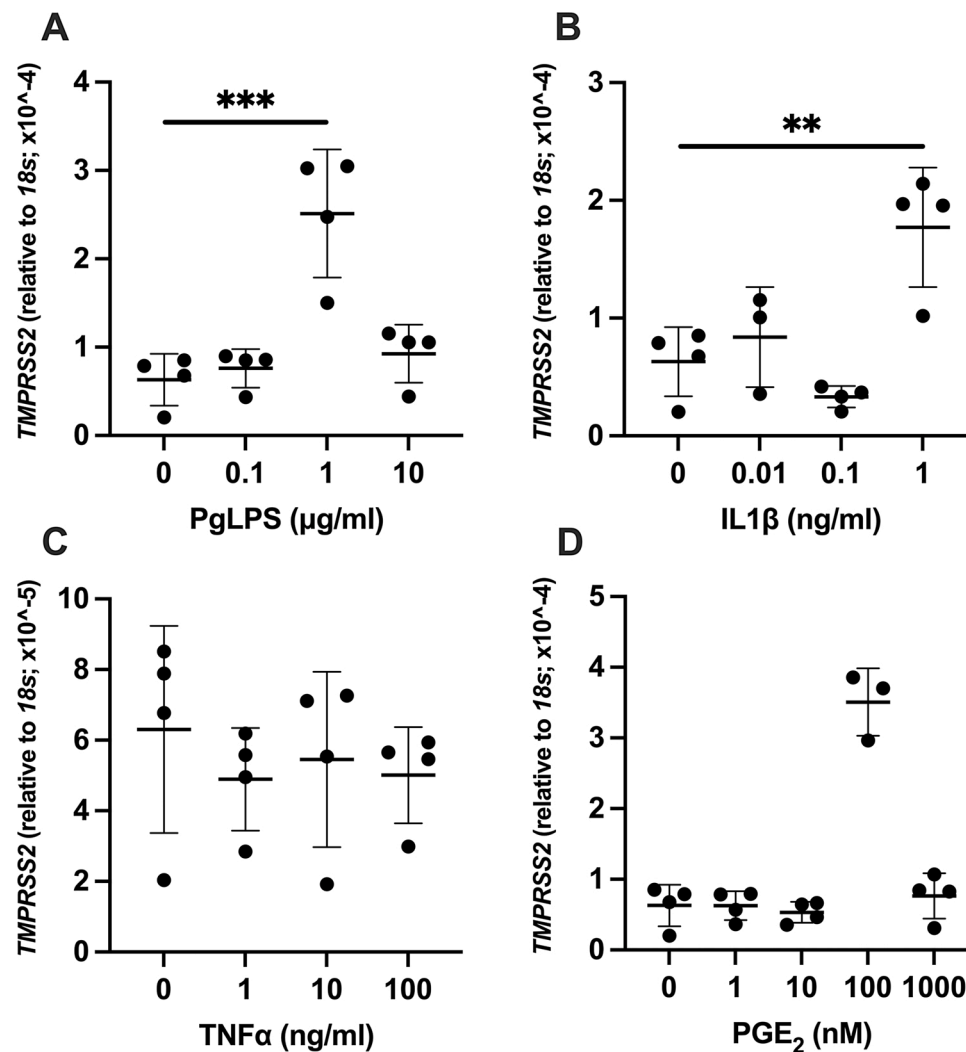 A
TMPRSS2 (relative to 18s; x10^-4)
4
3
2
1
0
***
0 0.1 1 10
PgLPS (µg/ml)
B
TMPRSS2 (relative to 18s; x10^-4)
3
2
1
0
**
0 0.01 0.1 1
IL1β (ng/ml)
C
TMPRSS2 (relative to 18s; x10^-5)
10
8
6
4
2
0
0 1 10 100
TNFα (ng/ml)
D
TMPRSS2 (relative to 18s; x10^-4)
5
4
3
2
1
0
0 1 10 100 1000
PGE₂ (nM)